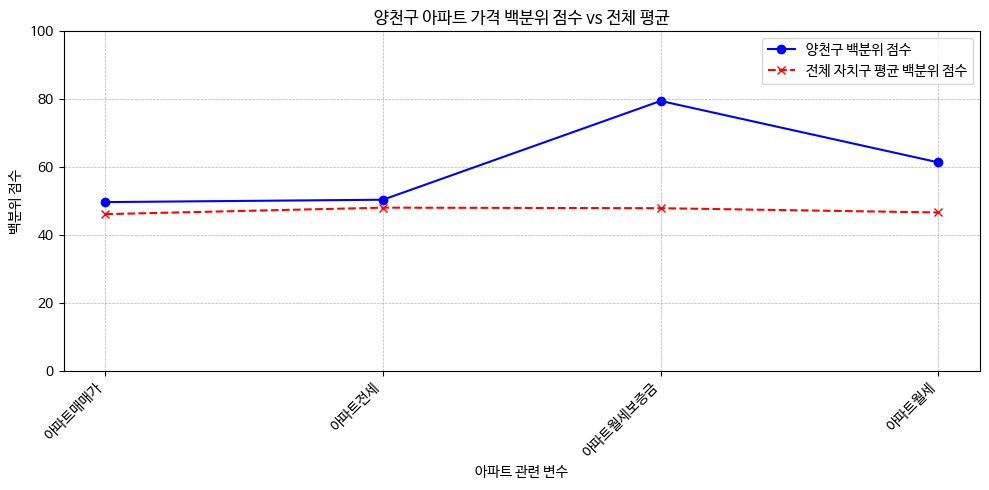 양천구 아파트 가격 백분위 점수 vs 전체 평균
양천구 백분위 점수
전체 자치구 평균 백분위 점수
백분위 점수
100
80
60
40
20
0
아파트매매가
아파트전세
아파트월세보증금
아파트월세
아파트 관련 변수